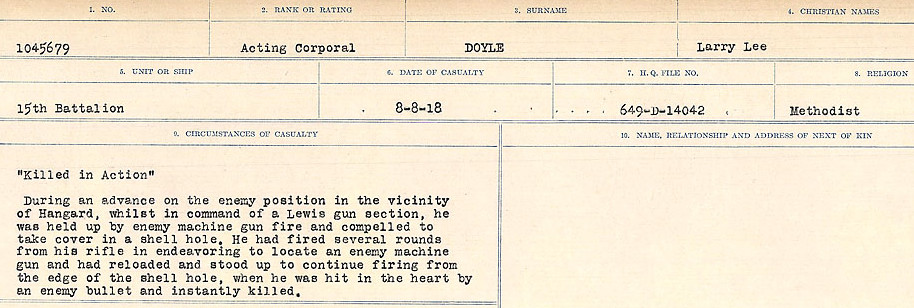 1. NO. 2. RANK OR RATING 3. SURNAME 4. CHRISTIAN NAMES
1045679 Acting Corporal DOYLE Larry Lee
5. UNIT OR SHIP 6. DATE OF CASUALTY 7. H. Q. FILE NO. 8. RELIGION
15th Battalion 8-8-18 649-D-14042 Methodist
9. CIRCUMSTANCES OF CASUALTY 10. NAME, RELATIONSHIP AND ADDRESS OF NEXT OF KIN
"Killed in Action"
During an advance on the enemy position in the vicinity
of Hangard, whilst in command of a Lewis gun section, he
was held up by enemy machine gun fire and compelled to
take cover in a shell hole. He had fired several rounds
from his rifle in endeavoring to locate an enemy machine
gun and had reloaded and stood up to continue firing from
the edge of the shell hole, when he was hit in the heart by
an enemy bullet and instantly killed.